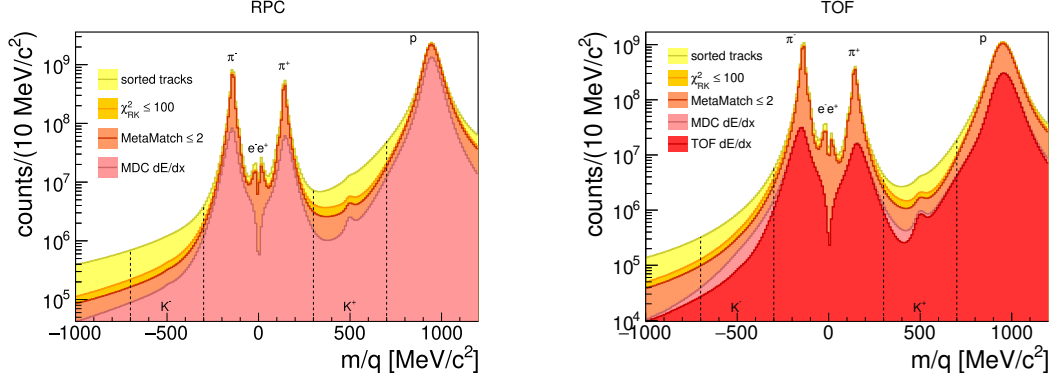 RPC
counts/(10 MeV/c²)
10⁹
10⁸
10⁷
10⁶
10⁵
sorted tracks
χ²RK ≤ 100
MetaMatch ≤ 2
MDC dE/dx
π⁻
e⁻e⁺
π⁺
p
K⁻
K⁺
−1000 −500 0 500 1000
m/q [MeV/c²]
TOF
counts/(10 MeV/c²)
10⁹
10⁸
10⁷
10⁶
10⁵
10⁴
sorted tracks
χ²RK ≤ 100
MetaMatch ≤ 2
MDC dE/dx
TOF dE/dx
π⁻
e⁻e⁺
π⁺
p
K⁻
K⁺
−1000 −500 0 500 1000
m/q [MeV/c²]